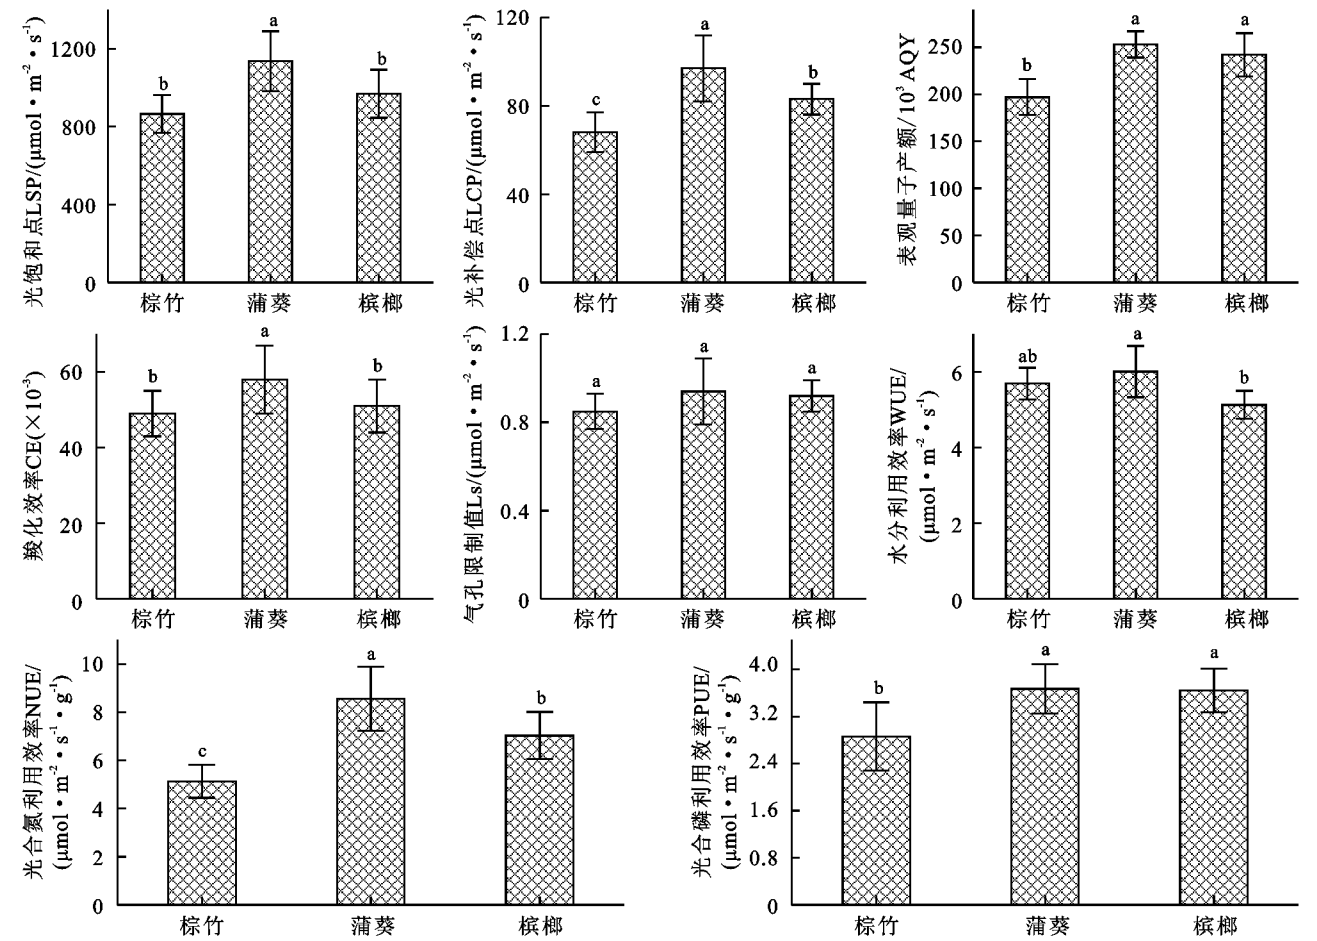 光饱和点LSP/(μmol·m⁻²·s⁻¹)
1200
800
400
0
b
a
b
棕竹 蒲葵 槟榔
光补偿点LCP/(μmol·m⁻²·s⁻¹)
120
80
40
0
c
a
b
棕竹 蒲葵 槟榔
表观量子产额/10³ AQY
250
200
150
100
50
0
b
a
a
棕竹 蒲葵 槟榔
羧化效率CE(×10⁻³)
60
40
20
0
b
a
b
棕竹 蒲葵 槟榔
气孔限制值Ls/(μmol·m⁻²·s⁻¹)
1.2
0.8
0.4
0
a
a
a
棕竹 蒲葵 槟榔
水分利用效率WUE/
(μmol·m⁻²·s⁻¹)
6
4
2
0
ab
a
b
棕竹 蒲葵 槟榔
光合氮利用效率NUE/
(μmol·m⁻²·s⁻¹·g⁻¹)
10
8
6
4
2
0
c
a
b
棕竹 蒲葵 槟榔
光合磷利用效率PUE/
(μmol·m⁻²·s⁻¹·g⁻¹)
4.0
3.2
2.4
1.6
0.8
0
b
a
a
棕竹 蒲葵 槟榔